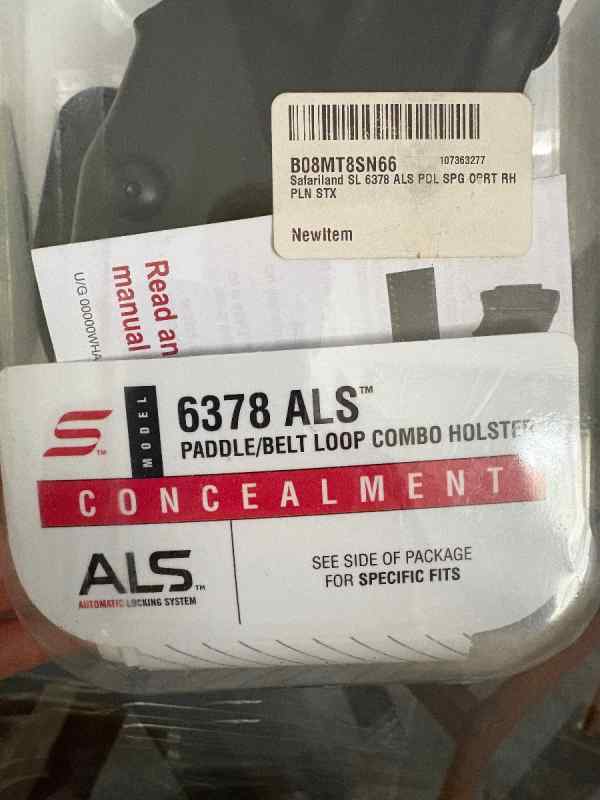 B08MT8SN66 107363277
Safariland SL 6378 ALS PDL SPG OPRT RH
PLN STX
NewItem
Read an
manual
U/G 00000WHA
MODEL
6378 ALS™
PADDLE/BELT LOOP COMBO HOLSTER
CONCEALMENT
ALS™
AUTOMATIC LOCKING SYSTEM
SEE SIDE OF PACKAGE
FOR SPECIFIC FITS